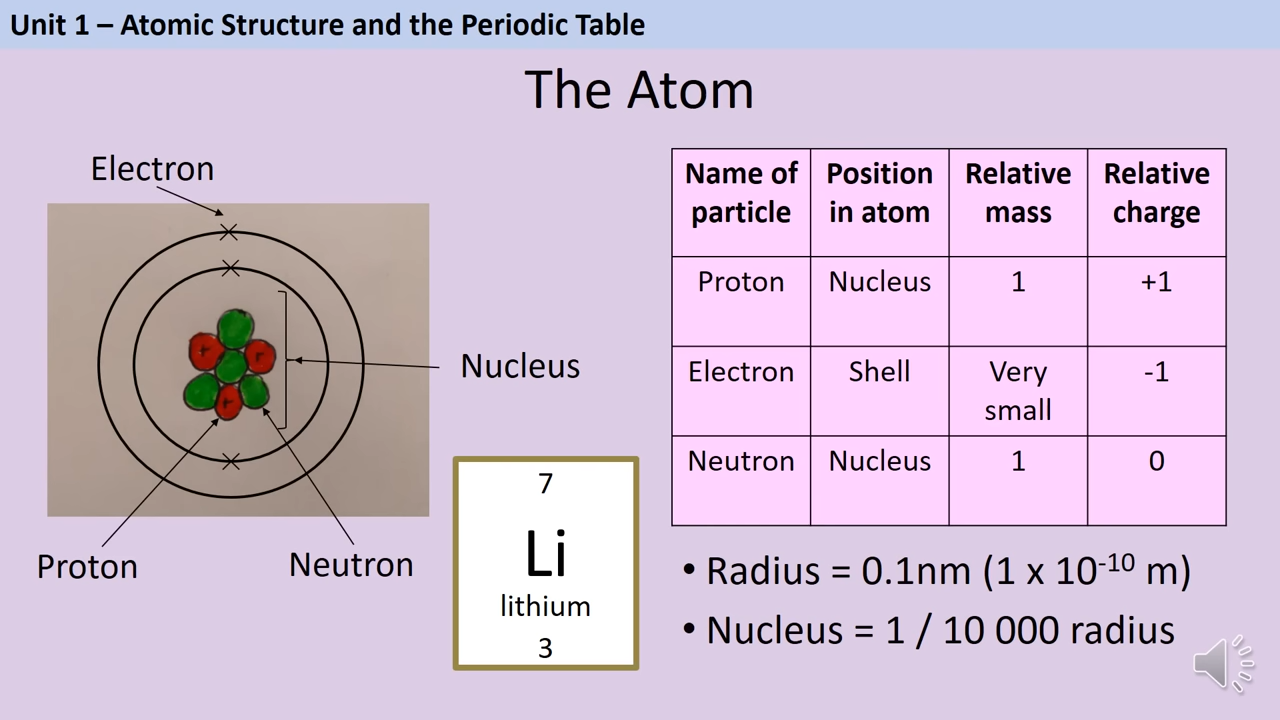 Unit 1 – Atomic Structure and the Periodic Table
The Atom
Electron
Nucleus
Proton
Neutron
7
Li
lithium
3
Name of particle Position in atom Relative mass Relative charge
Proton Nucleus 1 +1
Electron Shell Very small -1
Neutron Nucleus 1 0
• Radius = 0.1nm (1 x 10⁻¹⁰ m)
• Nucleus = 1 / 10 000 radius